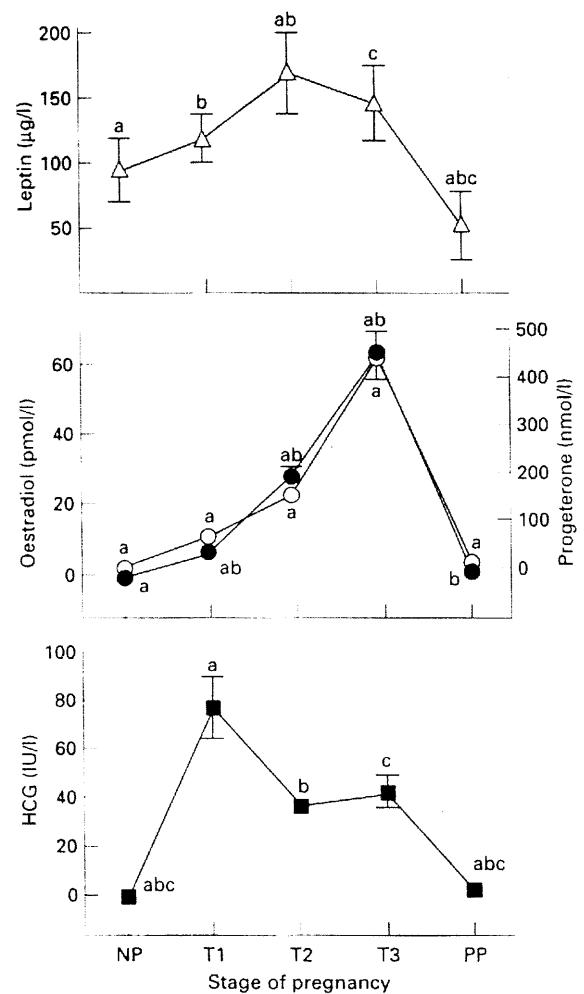 200
150
100
50
Leptin (µg/l)
a
b
ab
c
abc
60
40
20
0
Oestradiol (pmol/l)
500
400
300
200
100
0
Progeterone (nmol/l)
ab
a
ab
a
a
a
a
ab
a
b
100
80
60
40
20
0
HCG (IU/l)
a
b
c
abc
abc
NP T1 T2 T3 PP
Stage of pregnancy